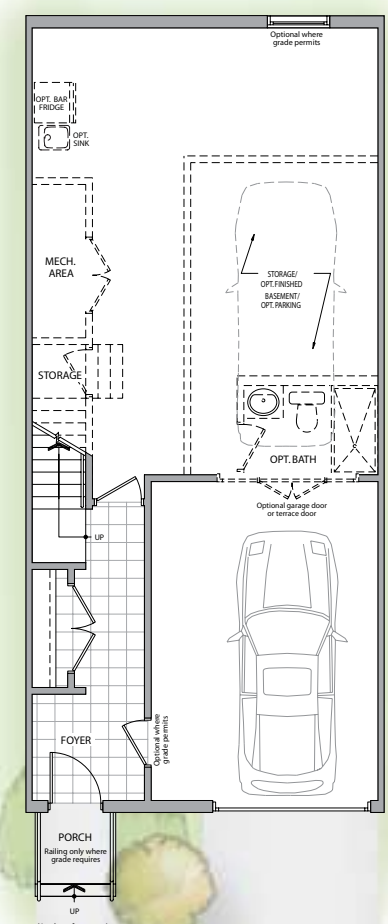 Optional where
grade permits
OPT. BAR
FRIDGE
OPT.
SINK
MECH.
AREA
STORAGE/
OPT. FINISHED
BASEMENT/
OPT. PARKING
STORAGE
OPT. BATH
Optional garage door
or terrace door
UP
FOYER
Optional where
grade permits
PORCH
Railing only where
grade requires
UP